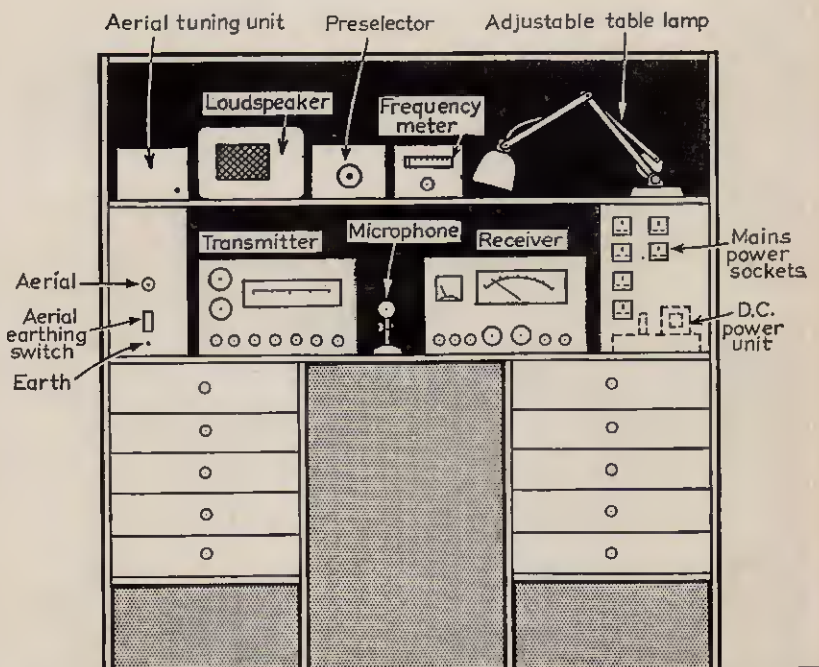 Aerial tuning unit
Preselector
Adjustable table lamp
Loudspeaker
Frequency
meter
Transmitter
Microphone
Receiver
Mains
power
sockets
Aerial
Aerial
earthing
switch
Earth
D.C.
power
unit